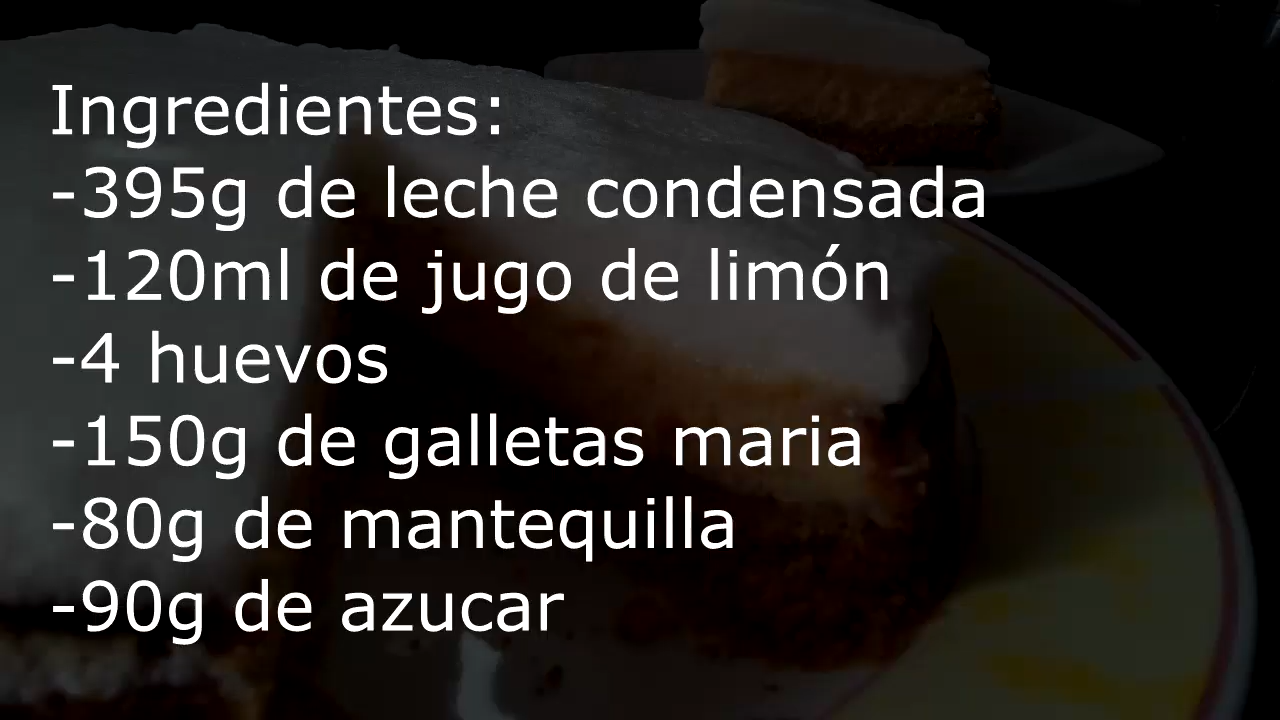 Ingredientes:
-395g de leche condensada
-120ml de jugo de limón
-4 huevos
-150g de galletas maria
-80g de mantequilla
-90g de azucar